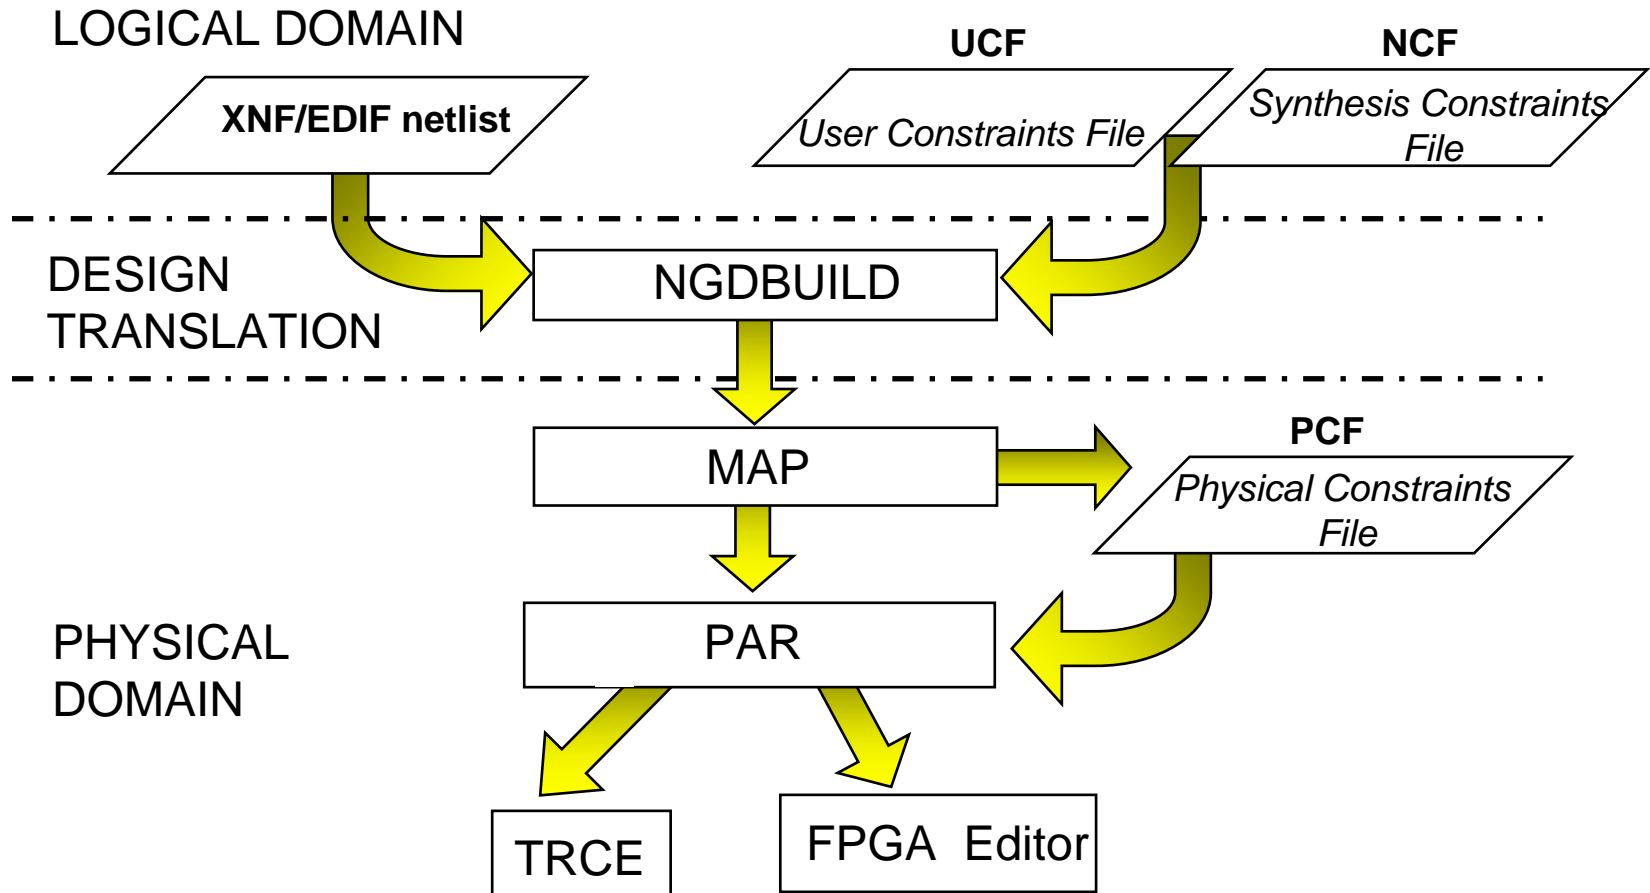 LOGICAL DOMAIN
UCF
NCF
XNF/EDIF netlist
User Constraints File
Synthesis Constraints
File
DESIGN
TRANSLATION
NGDBUILD
MAP
PCF
Physical Constraints
File
PHYSICAL
DOMAIN
PAR
TRCE
FPGA Editor